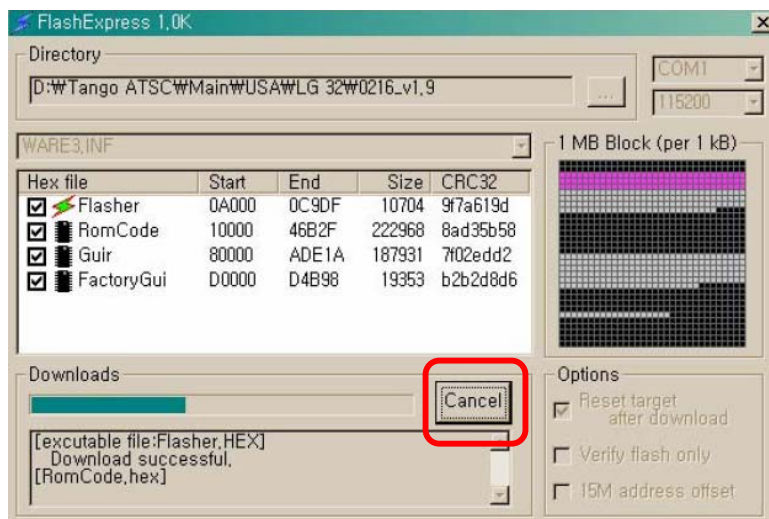 FlashExpress 1,0K
Directory
D:₩Tango ATSC₩Main₩USA₩LG 32₩0216_v1,9
...
COM1
115200
WARE3,INF
Hex file Start End Size CRC32
Flasher 0A000 0C9DF 10704 9f7a619d
RomCode 10000 46B2F 222968 8ad35b58
Guir 80000 ADE1A 187931 7f02edd2
FactoryGui D0000 D4B98 19353 b2b2d8d6
1 MB Block (per 1 kB)
Downloads
Cancel
[excutable file:Flasher,HEX]
Download successful,
[RomCode,hex]
Options
Reset target
after download
Verify flash only
15M address offset